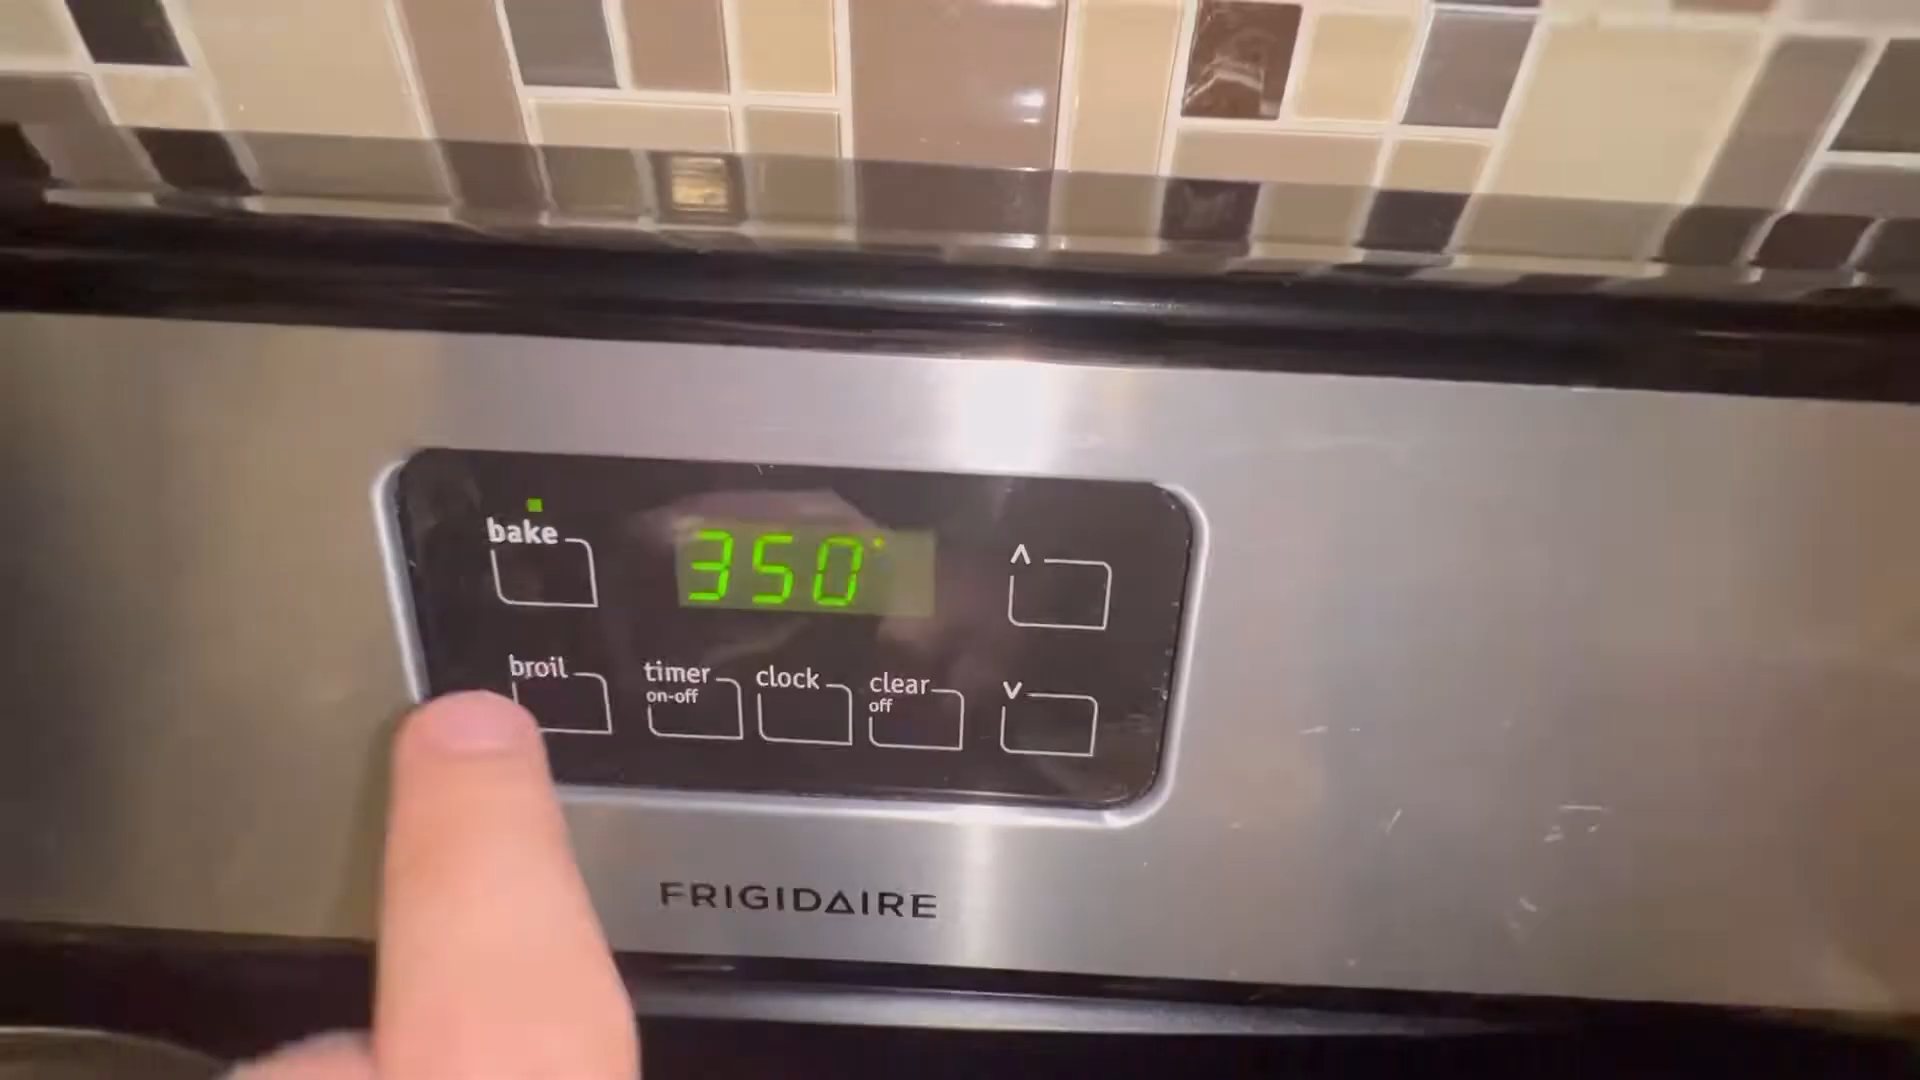 bake
350°
^
broil
timer
on-off
clock
clear
off
v
FRIGIDAIRE